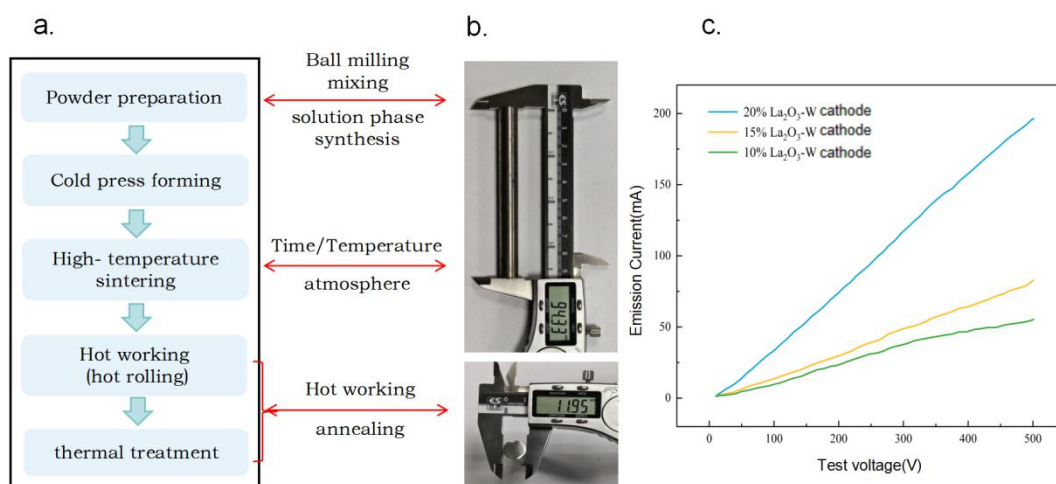 a.
Powder preparation
Cold press forming
High- temperature
sintering
Hot working
(hot rolling)
thermal treatment
Ball milling
mixing
solution phase
synthesis
Time/Temperature
atmosphere
Hot working
annealing
b.
94.33
11.95
c.
20% La₂O₃-W cathode
15% La₂O₃-W cathode
10% La₂O₃-W cathode
Emission Current(mA)
200
150
100
50
0
0 100 200 300 400 500
Test voltage(V)